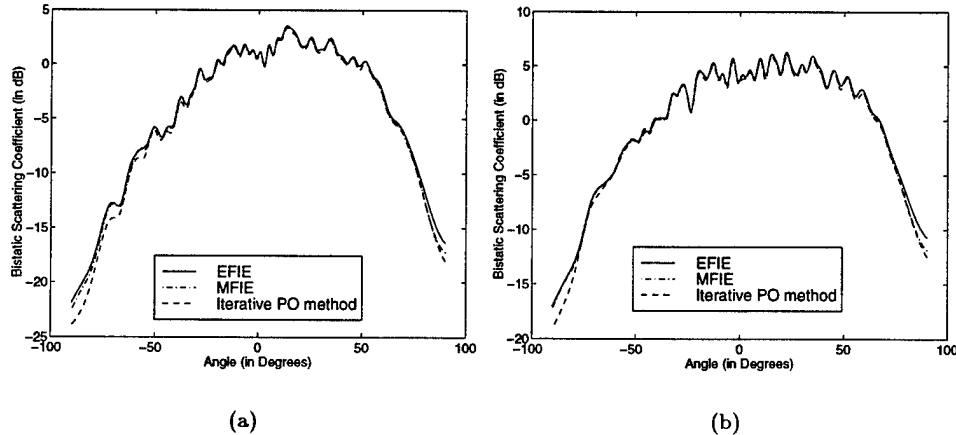 Bistatic Scattering Coefficient (in dB)
5
0
−5
−10
−15
−20
−25
−100
−50
0
50
100
Angle (in Degrees)
EFIE
MFIE
Iterative PO method
(a)
Bistatic Scattering Coefficient (in dB)
10
5
0
−5
−10
−15
−20
−100
−50
0
50
100
Angle (in Degrees)
EFIE
MFIE
Iterative PO method
(b)